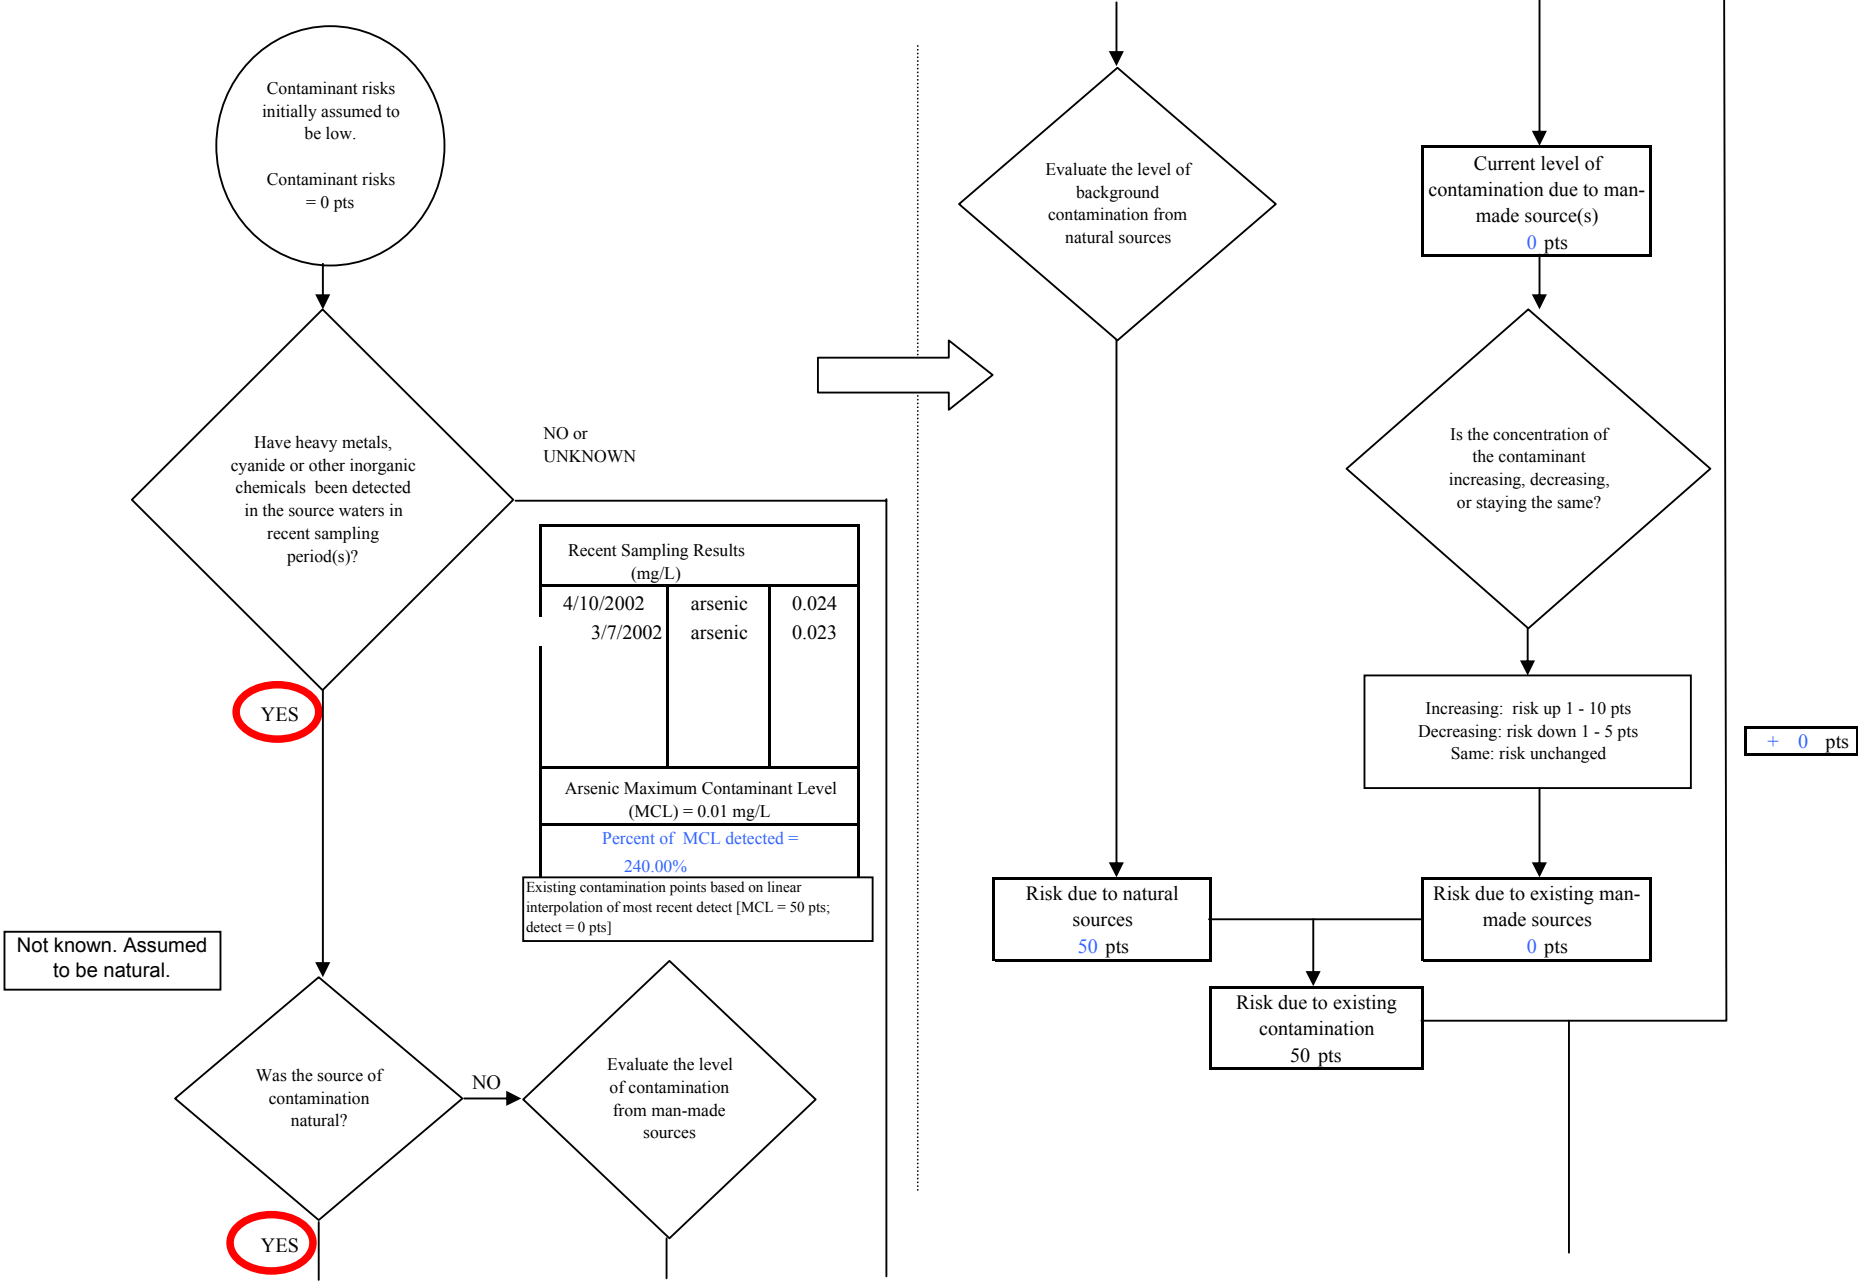 Contaminant risks
initially assumed to
be low.
Contaminant risks
= 0 pts
Have heavy metals,
cyanide or other inorganic
chemicals been detected
in the source waters in
recent sampling
period(s)?
NO or
UNKNOWN
YES
Recent Sampling Results
(mg/L)
4/10/2002 arsenic 0.024
3/7/2002 arsenic 0.023
Arsenic Maximum Contaminant Level
(MCL) = 0.01 mg/L
Percent of MCL detected =
240.00%
Existing contamination points based on linear
interpolation of most recent detect [MCL = 50 pts;
detect = 0 pts]
Not known. Assumed
to be natural.
Was the source of
contamination
natural?
NO
YES
Evaluate the level
of contamination
from man-made
sources
Evaluate the level of
background
contamination from
natural sources
Current level of
contamination due to man-
made source(s)
0 pts
Is the concentration of
the contaminant
increasing, decreasing,
or staying the same?
Increasing: risk up 1 - 10 pts
Decreasing: risk down 1 - 5 pts
Same: risk unchanged
+ 0 pts
Risk due to natural
sources
50 pts
Risk due to existing man-
made sources
0 pts
Risk due to existing
contamination
50 pts